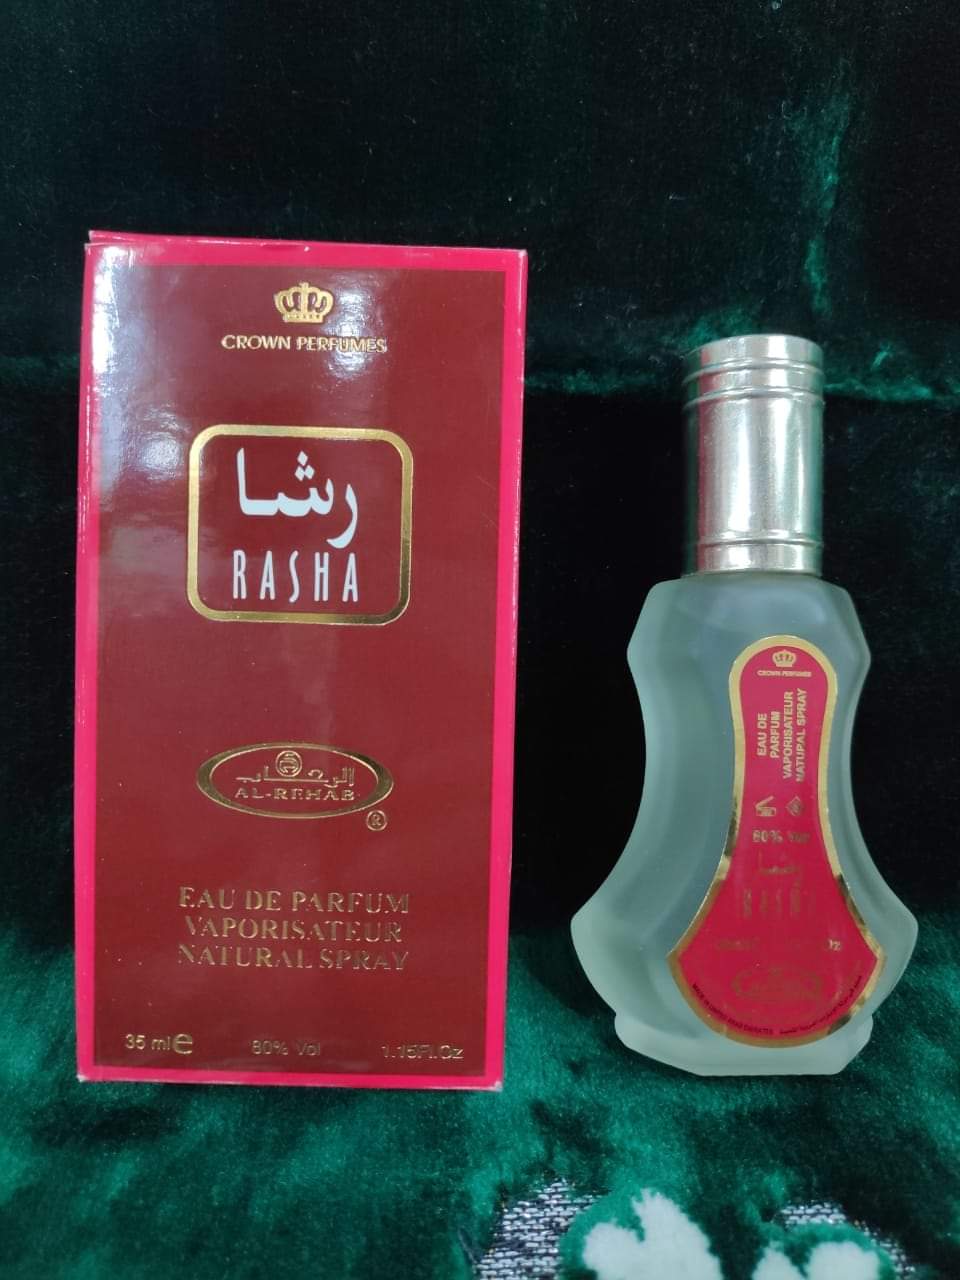 CROWN PERFUMES
رشا
RASHA
الرحاب
AL-REHAB
®
EAU DE PARFUM
VAPORISATEUR
NATURAL SPRAY
35 ml e
80% Vol
1.15Fl.Oz
CROWN PERFUMES
EAU DE
PARFUM
VAPORISATEUR
NATURAL SPRAY
80% Vol
رشا
RASHA